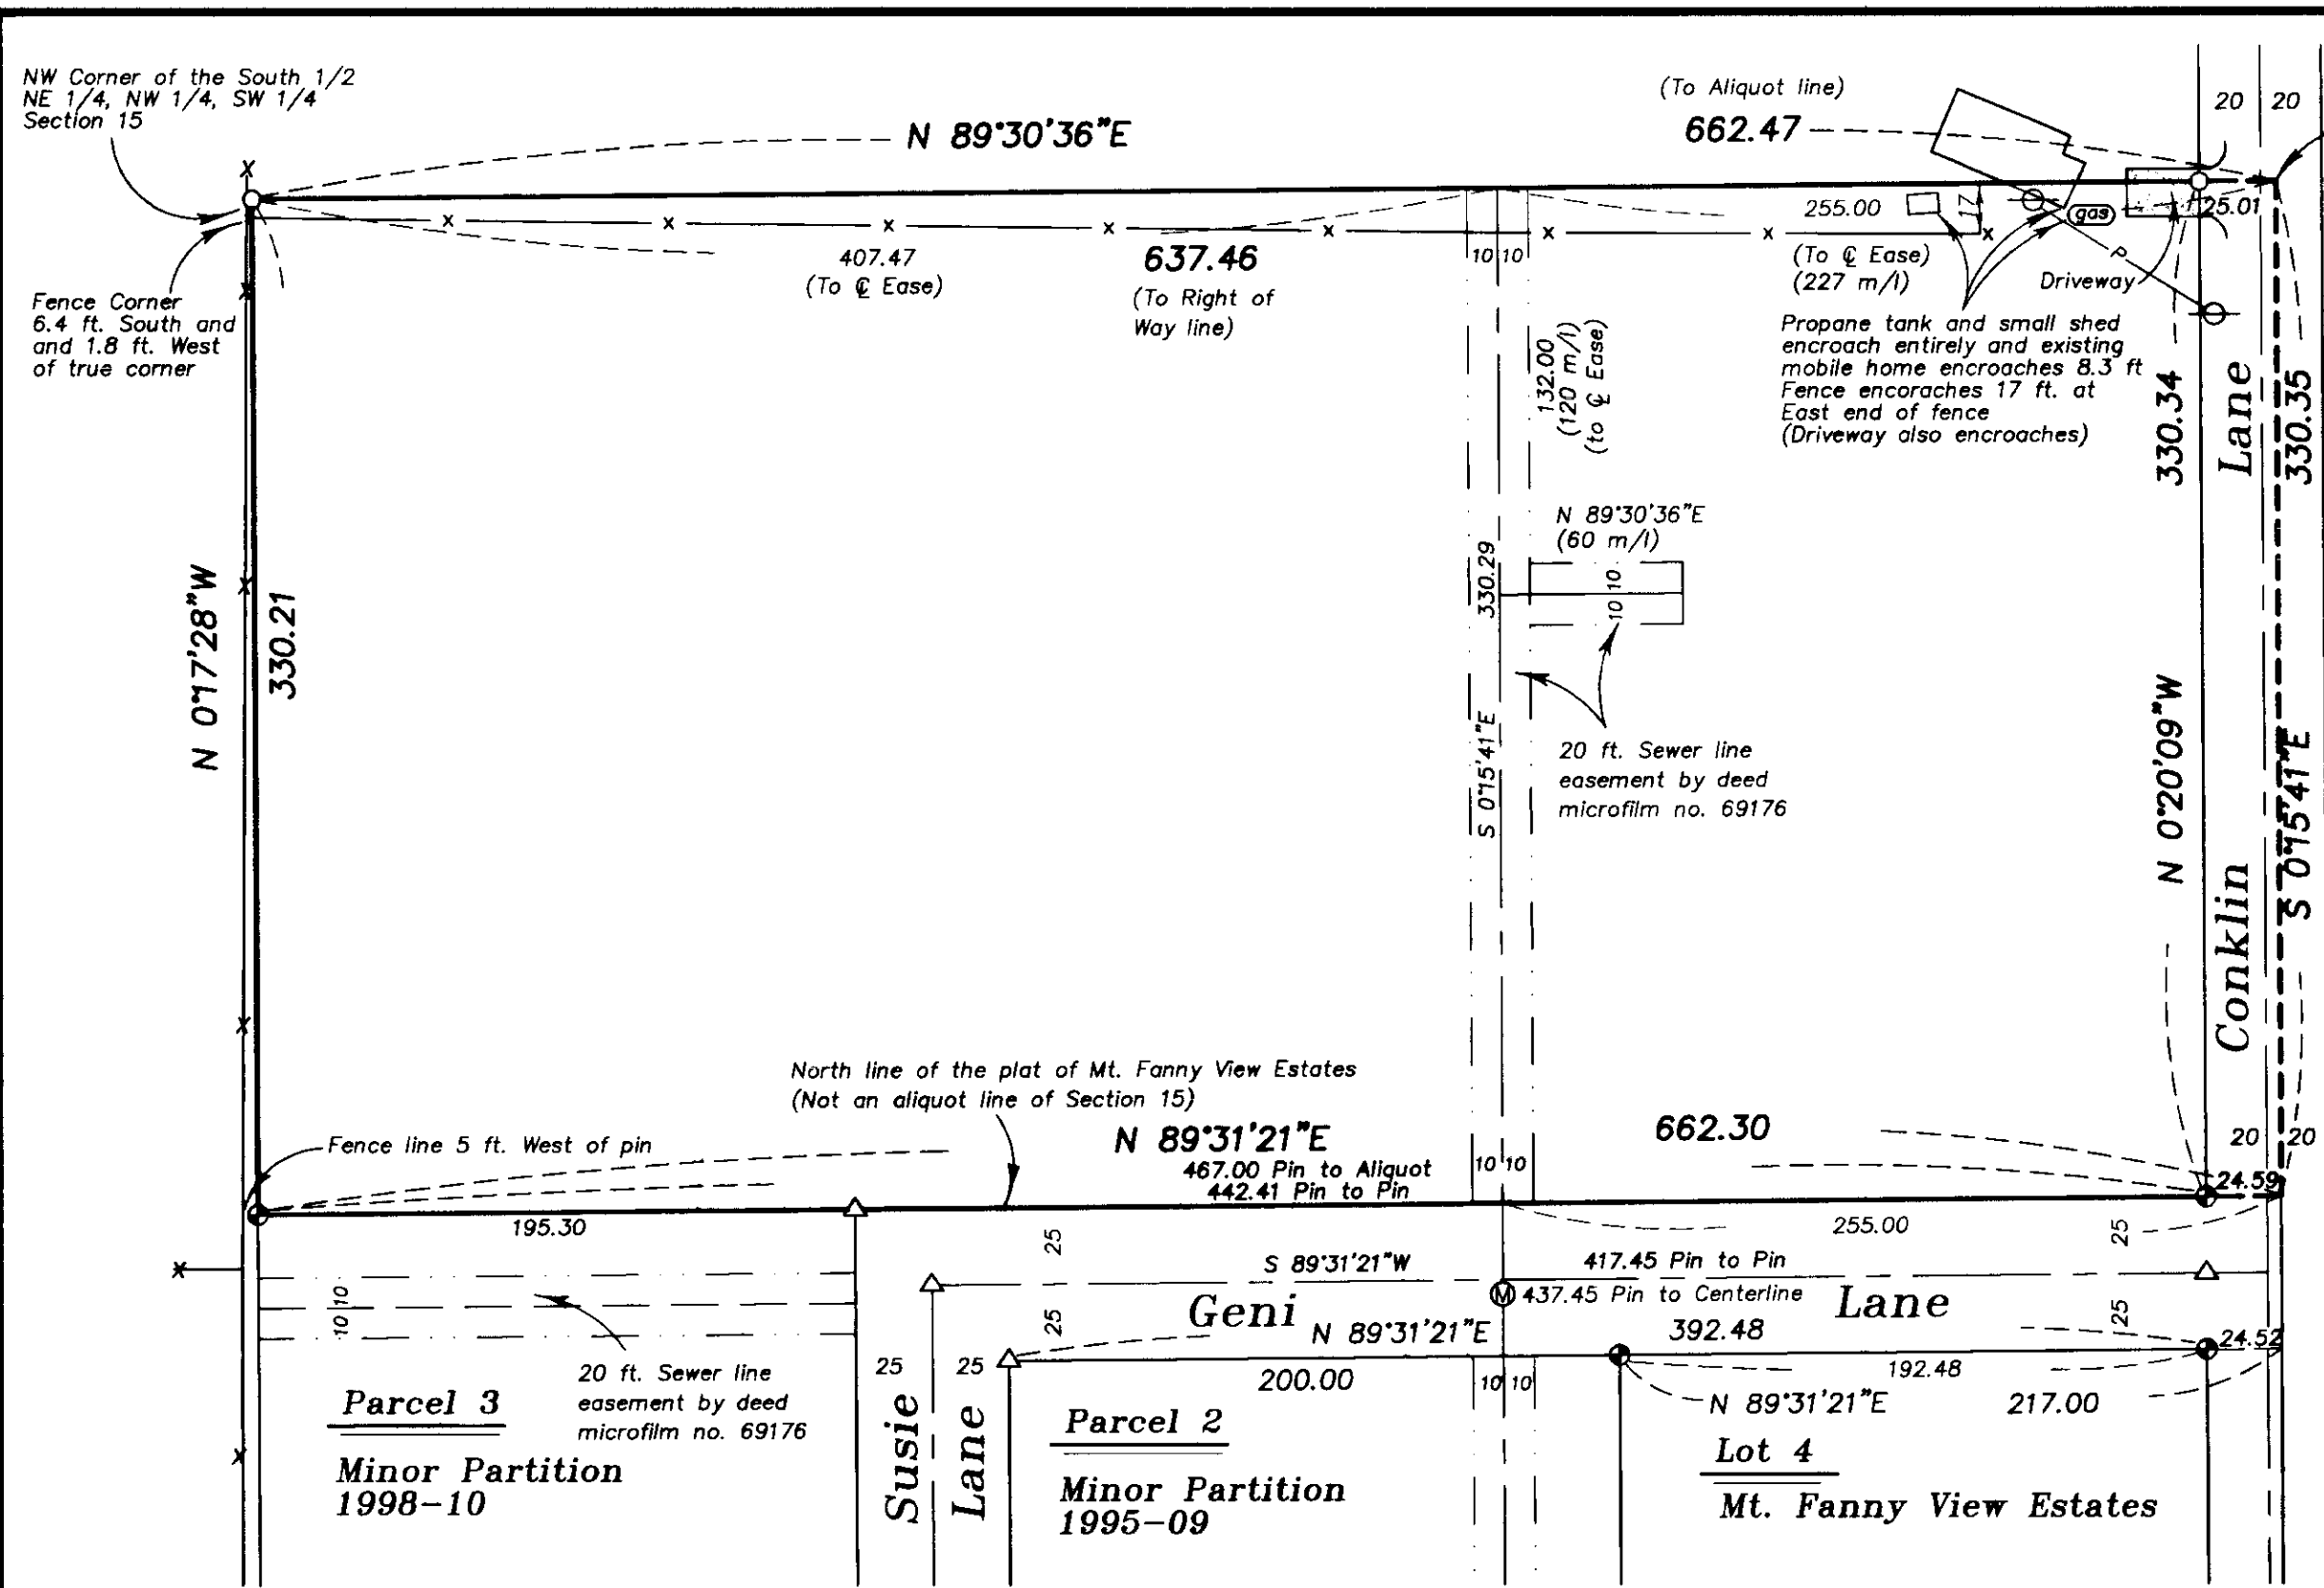 NW Corner of the South 1/2
NE 1/4, NW 1/4, SW 1/4
Section 15
N 89°30'36"E
(To Aliquot line)
662.47
20 20
Fence Corner
6.4 ft. South and
and 1.8 ft. West
of true corner
407.47
(To ℄ Ease)
637.46
(To Right of
Way line)
10 10
255.00
17
gas
25.01
(To ℄ Ease)
(227 m/l)
Driveway
P
Propane tank and small shed
encroach entirely and existing
mobile home encroaches 8.3 ft
Fence encoraches 17 ft. at
East end of fence
(Driveway also encroaches)
132.00
(120 m/l)
(to ℄ Ease)
330.34
Lane
330.35
N 89°30'36"E
(60 m/l)
10 10
330.29
S 0°15'41"E
20 ft. Sewer line
easement by deed
microfilm no. 69176
N 0°17'28"W
330.21
N 0°20'09"W
Conklin
S 0°15'41"E
North line of the plat of Mt. Fanny View Estates
(Not an aliquot line of Section 15)
Fence line 5 ft. West of pin
N 89°31'21"E
467.00 Pin to Aliquot
442.41 Pin to Pin
10 10
662.30
20 20
24.59
195.30
255.00
25
25
S 89°31'21"W
417.45 Pin to Pin
M
437.45 Pin to Centerline
Geni Lane
10 10
25
25
N 89°31'21"E
392.48
24.52
20 ft. Sewer line
easement by deed
microfilm no. 69176
25 25
200.00
10 10
192.48
N 89°31'21"E
217.00
Parcel 3
Minor Partition
1998-10
Susie
Lane
Parcel 2
Minor Partition
1995-09
Lot 4
Mt. Fanny View Estates